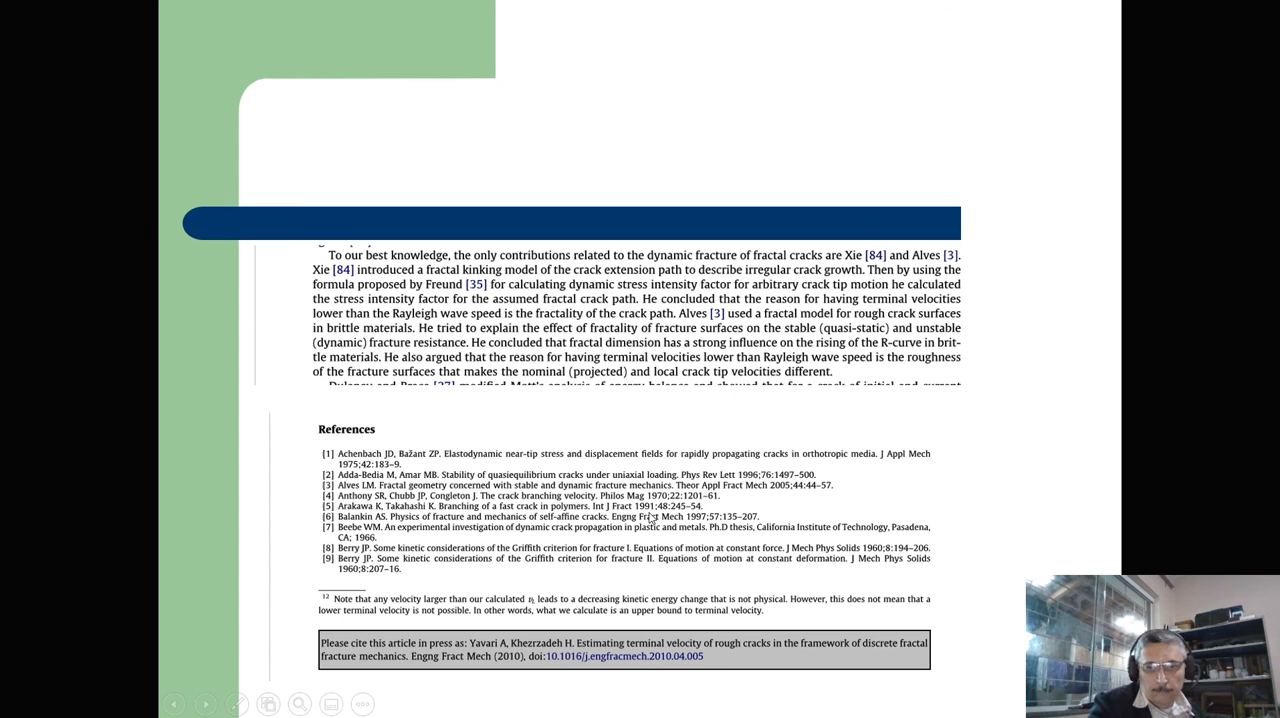 To our best knowledge, the only contributions related to the dynamic fracture of fractal cracks are Xie [84] and Alves [3].
Xie [84] introduced a fractal kinking model of the crack extension path to describe irregular crack growth. Then by using the
formula proposed by Freund [35] for calculating dynamic stress intensity factor for arbitrary crack tip motion he calculated
the stress intensity factor for the assumed fractal crack path. He concluded that the reason for having terminal velocities
lower than the Rayleigh wave speed is the fractality of the crack path. Alves [3] used a fractal model for rough crack surfaces
in brittle materials. He tried to explain the effect of fractality of fracture surfaces on the stable (quasi-static) and unstable
(dynamic) fracture resistance. He concluded that fractal dimension has a strong influence on the rising of the R-curve in brit-
tle materials. He also argued that the reason for having terminal velocities lower than Rayleigh wave speed is the roughness
of the fracture surfaces that makes the nominal (projected) and local crack tip velocities different.
References
[1] Achenbach JD, Bažant ZP. Elastodynamic near-tip stress and displacement fields for rapidly propagating cracks in orthotropic media. J Appl Mech
1975;42:183–9.
[2] Adda-Bedia M, Amar MB. Stability of quasiequilibrium cracks under uniaxial loading. Phys Rev Lett 1996;76:1497–500.
[3] Alves LM. Fractal geometry concerned with stable and dynamic fracture mechanics. Theor Appl Fract Mech 2005;44:44–57.
[4] Anthony SR, Chubb JP, Congleton J. The crack branching velocity. Philos Mag 1970;22:1201–61.
[5] Arakawa K, Takahashi K. Branching of a fast crack in polymers. Int J Fract 1991;48:245–54.
[6] Balankin AS. Physics of fracture and mechanics of self-affine cracks. Engng Fract Mech 1997;57:135–207.
[7] Beebe WM. An experimental investigation of dynamic crack propagation in plastic and metals. Ph.D thesis, California Institute of Technology, Pasadena,
CA; 1966.
[8] Berry JP. Some kinetic considerations of the Griffith criterion for fracture I. Equations of motion at constant force. J Mech Phys Solids 1960;8:194–206.
[9] Berry JP. Some kinetic considerations of the Griffith criterion for fracture II. Equations of motion at constant deformation. J Mech Phys Solids
1960;8:207–16.
12 Note that any velocity larger than our calculated leads to a decreasing kinetic energy change that is not physical. However, this does not mean that a
lower terminal velocity is not possible. In other words, what we calculate is an upper bound to terminal velocity.
Please cite this article in press as: Yavari A, Khezrzadeh H. Estimating terminal velocity of rough cracks in the framework of discrete fractal
fracture mechanics. Engng Fract Mech (2010), doi:10.1016/j.engfracmech.2010.04.005